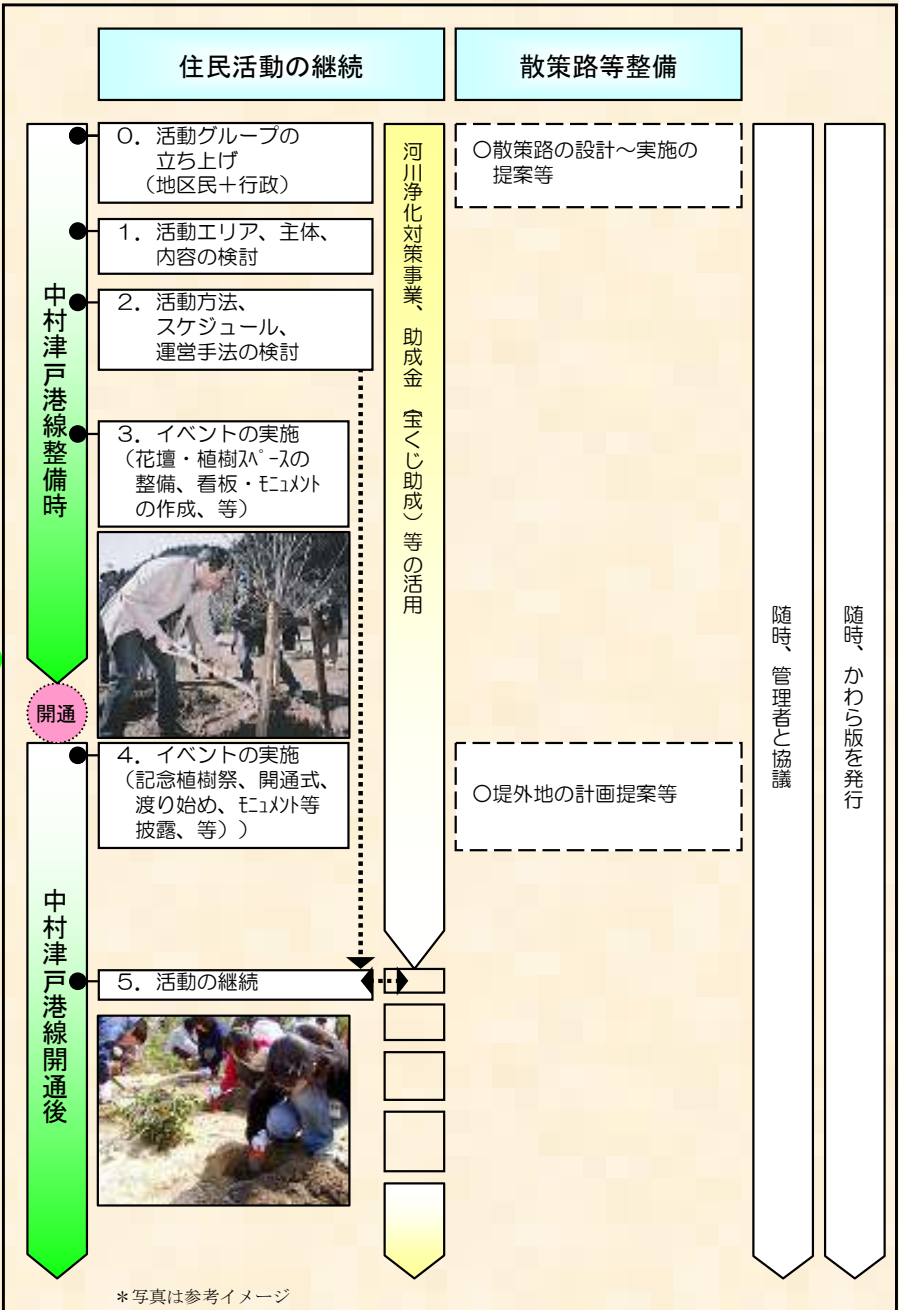 住民活動の継続
散策路等整備
0．活動グループの
立ち上げ
（地区民＋行政）
1．活動エリア、主体、
内容の検討
2．活動方法、
スケジュール、
運営手法の検討
3．イベントの実施
（花壇・植樹ｽﾍﾟｰｽの
整備、看板・ﾓﾆｭﾒﾝﾄ
の作成、等）
中村津戸港線整備時
開通
4．イベントの実施
（記念植樹祭、開通式、
渡り始め、ﾓﾆｭﾒﾝﾄ等
披露、等））
5．活動の継続
中村津戸港線開通後
河川浄化対策事業、助成金（宝くじ助成）等の活用
○散策路の設計～実施の
提案等
○堤外地の計画提案等
随時、管理者と協議
随時、かわら版を発行
＊写真は参考イメージ